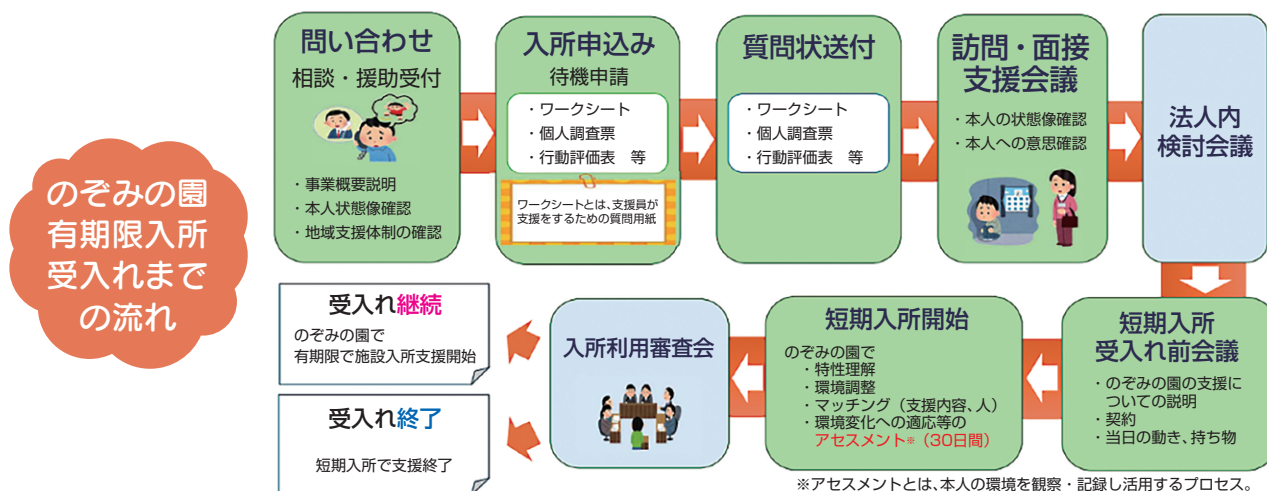 のぞみの園
有期限入所
受入れまで
の流れ
問い合わせ
相談・援助受付
・事業概要説明
・本人状態像確認
・地域支援体制の確認
入所申込み
待機申請
・ワークシート
・個人調査票
・行動評価表　等
ワークシートとは、支援員が
支援をするための質問用紙
質問状送付
・ワークシート
・個人調査票
・行動評価表　等
訪問・面接
支援会議
・本人の状態像確認
・本人への意思確認
法人内
検討会議
短期入所
受入れ前会議
・のぞみの園の支援に
ついての説明
・契約
・当日の動き、持ち物
短期入所開始
のぞみの園で
・特性理解
・環境調整
・マッチング（支援内容、人）
・環境変化への適応等の
アセスメント※（30日間）
入所利用審査会
受入れ継続
のぞみの園で
有期限で施設入所支援開始
受入れ終了
短期入所で支援終了
※アセスメントとは、本人の環境を観察・記録し活用するプロセス。